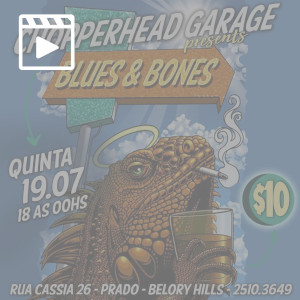 CHOPPERHEAD GARAGE
presents
BLUES & BONES
QUINTA
19.07
18 AS 00HS
$10
RUA CASSIA 26 - PRADO - BELORY HILLS - 2510.3649